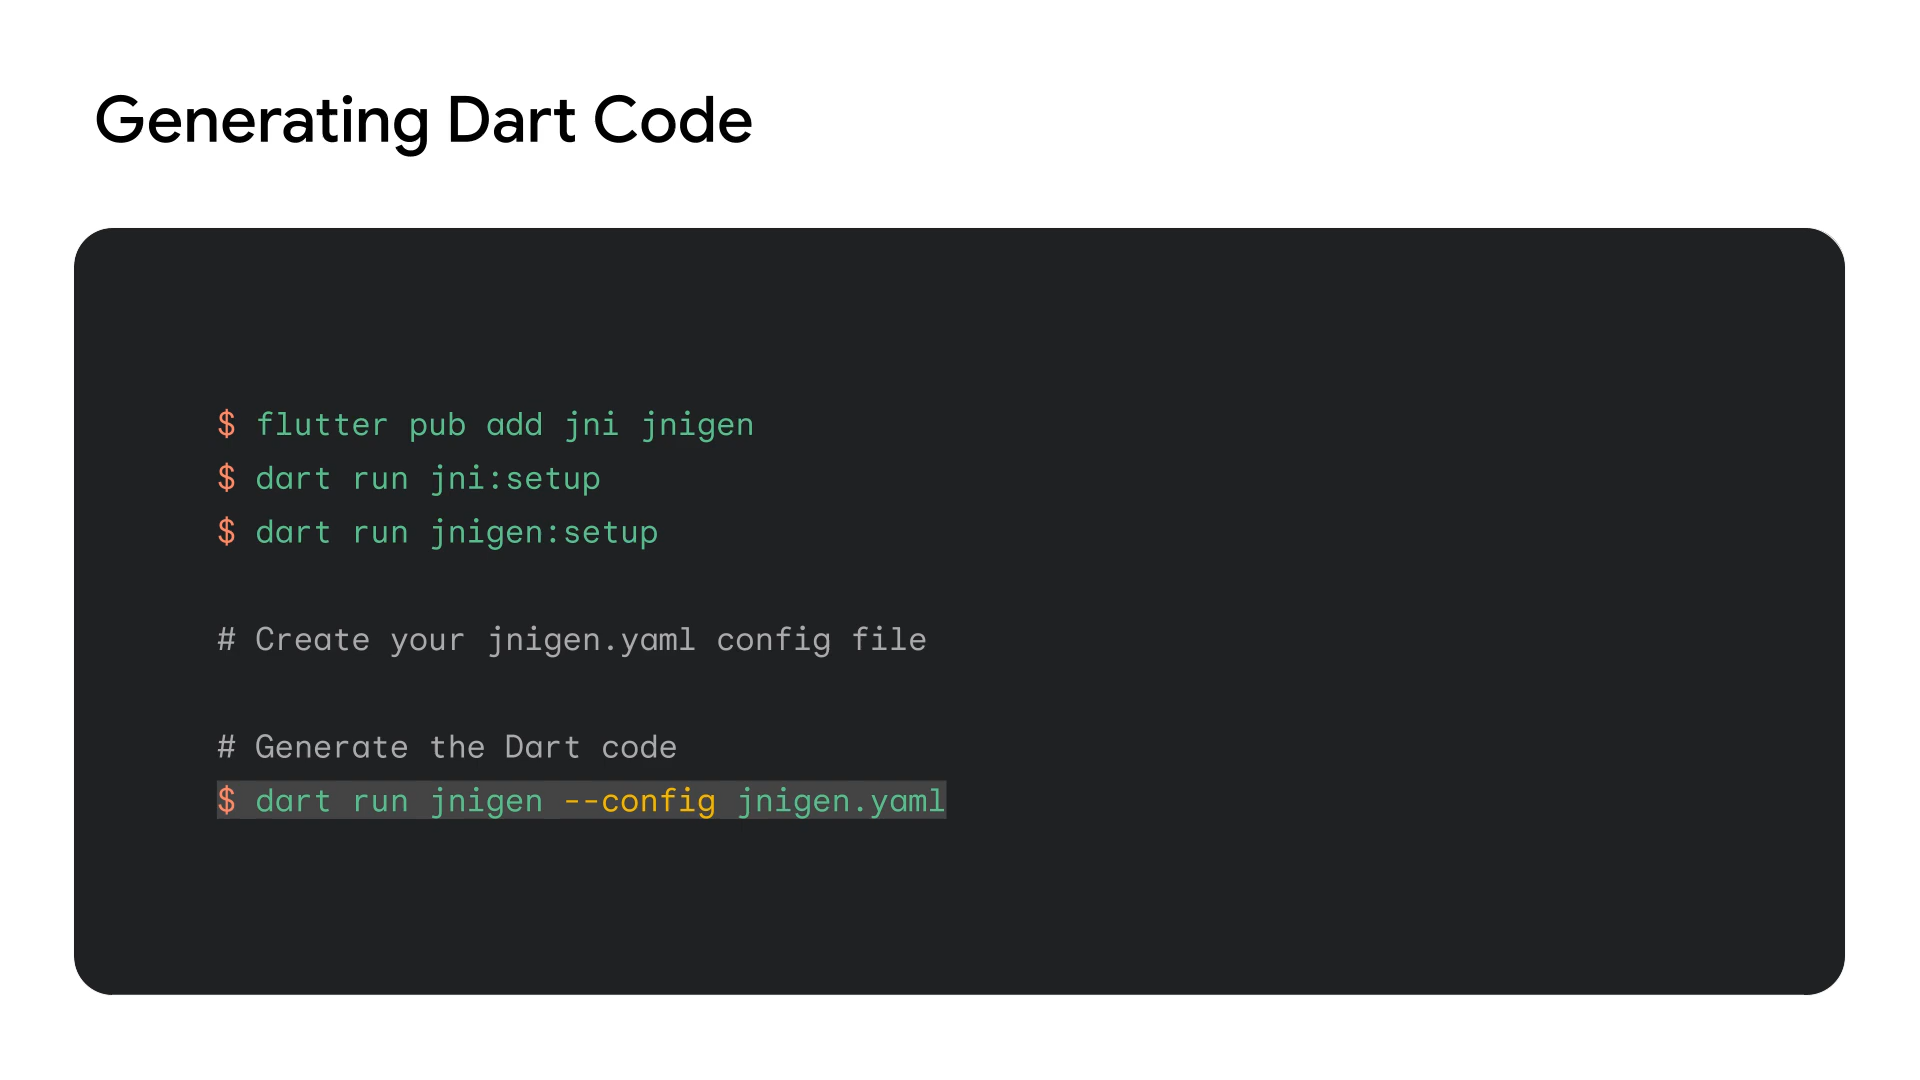 Generating Dart Code
$ flutter pub add jni jnigen
$ dart run jni:setup
$ dart run jnigen:setup
# Create your jnigen.yaml config file
# Generate the Dart code
$ dart run jnigen --config jnigen.yaml